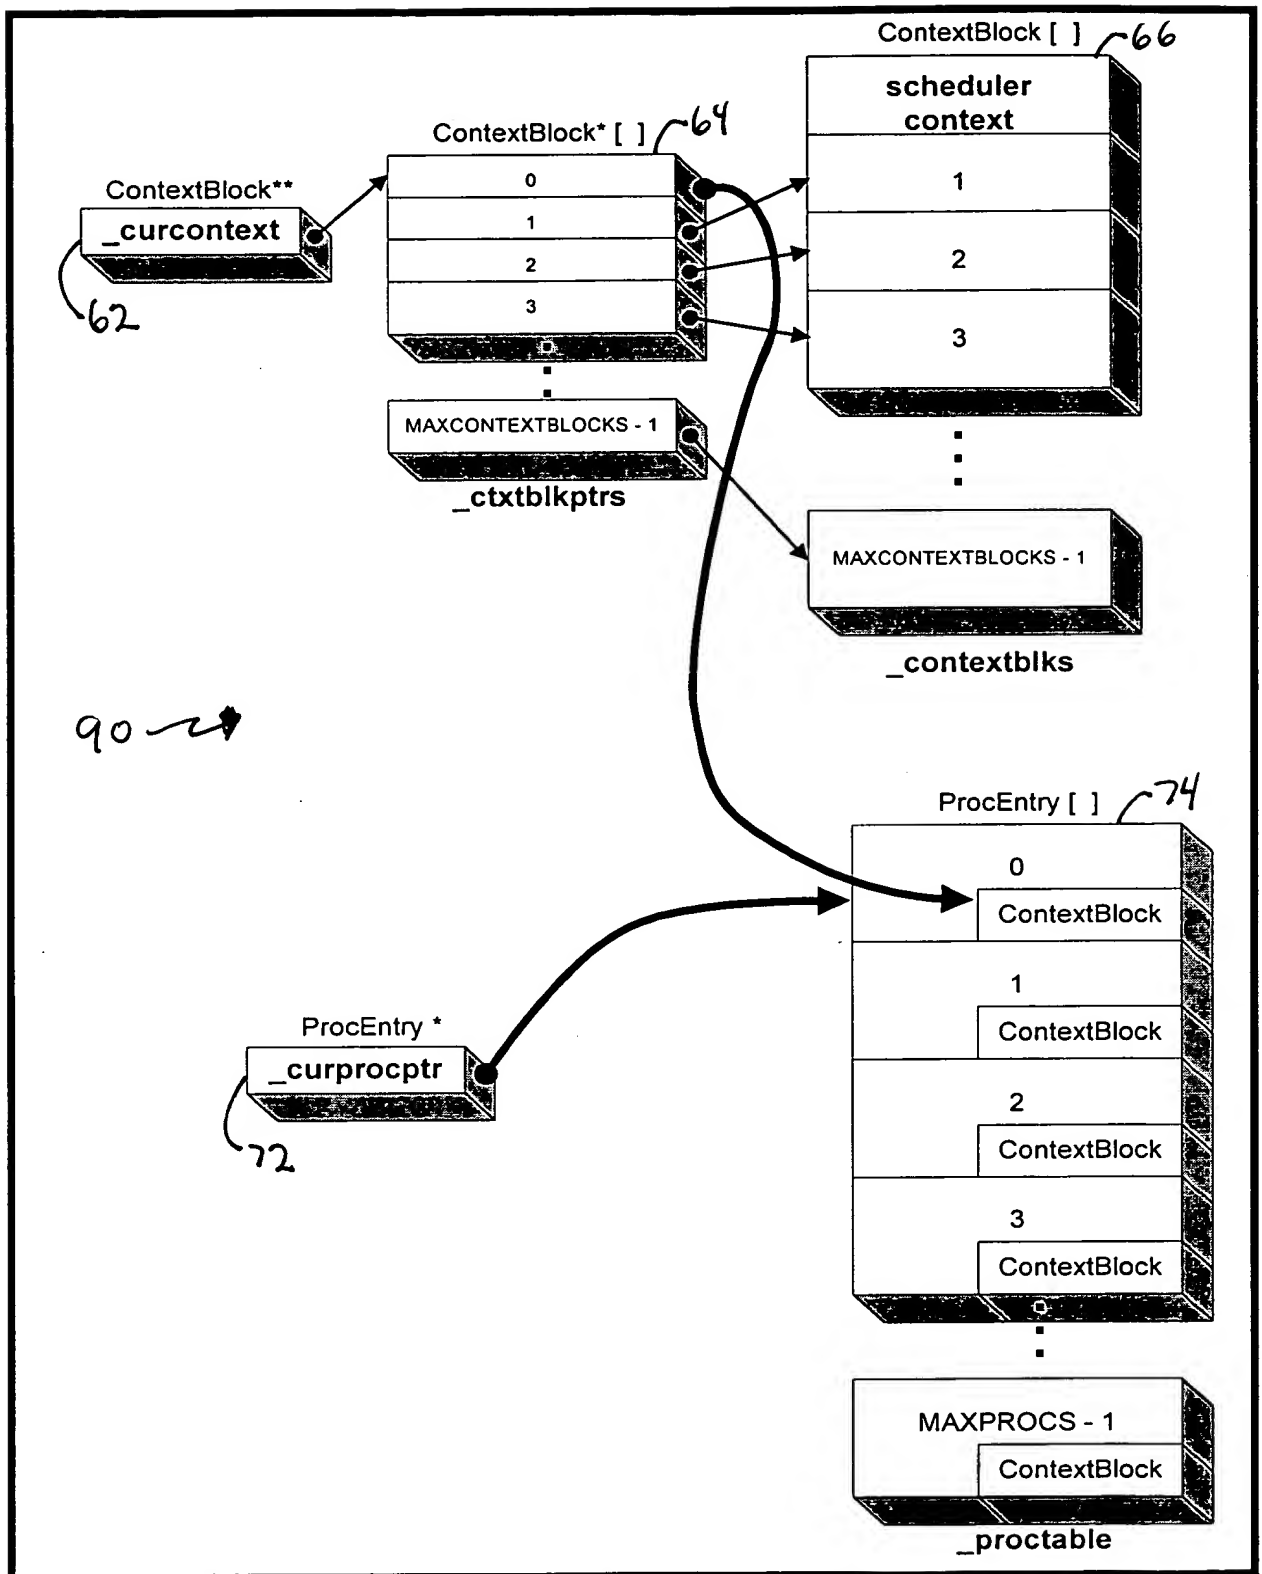 ContextBlock [ ] 66
scheduler
context
1
2
3
MAXCONTEXTBLOCKS - 1
_contextblks
ContextBlock* [ ] 64
0
1
2
3
MAXCONTEXTBLOCKS - 1
_ctxtblkptrs
ContextBlock**
_curcontext
62
90
ProcEntry [ ] 74
0
ContextBlock
1
ContextBlock
2
ContextBlock
3
ContextBlock
MAXPROCS - 1
ContextBlock
_proctable
ProcEntry *
_curprocptr
72